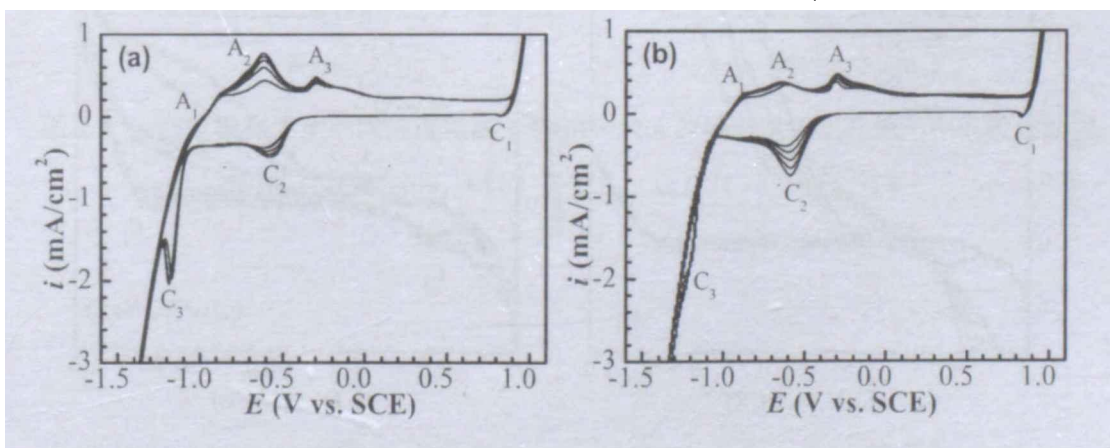 (a)
A₂
A₃
A₁
C₁
C₂
C₃
1
0
-1
-2
-3
i (mA/cm²)
-1.5 -1.0 -0.5 0.0 0.5 1.0
E (V vs. SCE)
(b)
A₁
A₂
A₃
C₁
C₂
C₃
1
0
-1
-2
-3
i (mA/cm²)
-1.5 -1.0 -0.5 0.0 0.5 1.0
E (V vs. SCE)